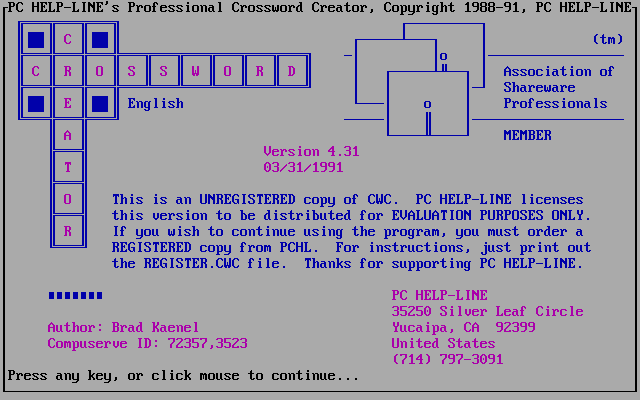 PC HELP-LINE's Professional Crossword Creator, Copyright 1988-91, PC HELP-LINE
C
CROSSWORD
E
A
T
O
R
English
(tm)
Association of
Shareware
Professionals
MEMBER
Version 4.31
03/31/1991
This is an UNREGISTERED copy of CWC.  PC HELP-LINE licenses
this version to be distributed for EVALUATION PURPOSES ONLY.
If you wish to continue using the program, you must order a
REGISTERED copy from PCHL.  For instructions, just print out
the REGISTER.CWC file.  Thanks for supporting PC HELP-LINE.
Author: Brad Kaenel
Compuserve ID: 72357,3523
PC HELP-LINE
35250 Silver Leaf Circle
Yucaipa, CA  92399
United States
(714) 797-3091
Press any key, or click mouse to continue...